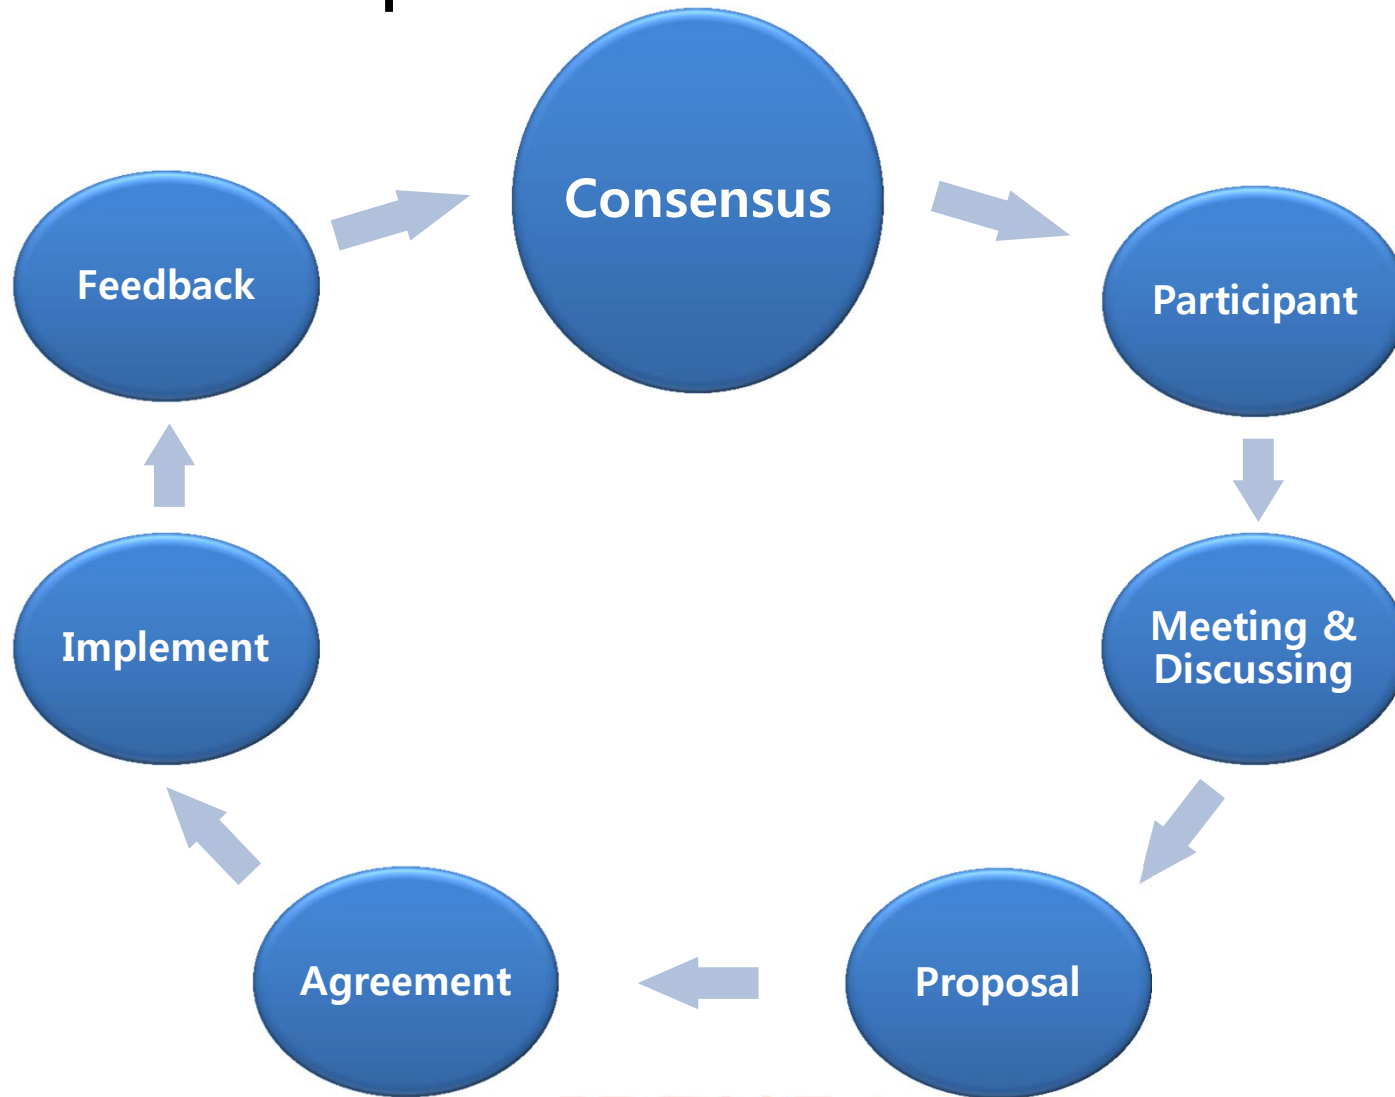 Consensus
Participant
Meeting &
Discussing
Proposal
Agreement
Implement
Feedback